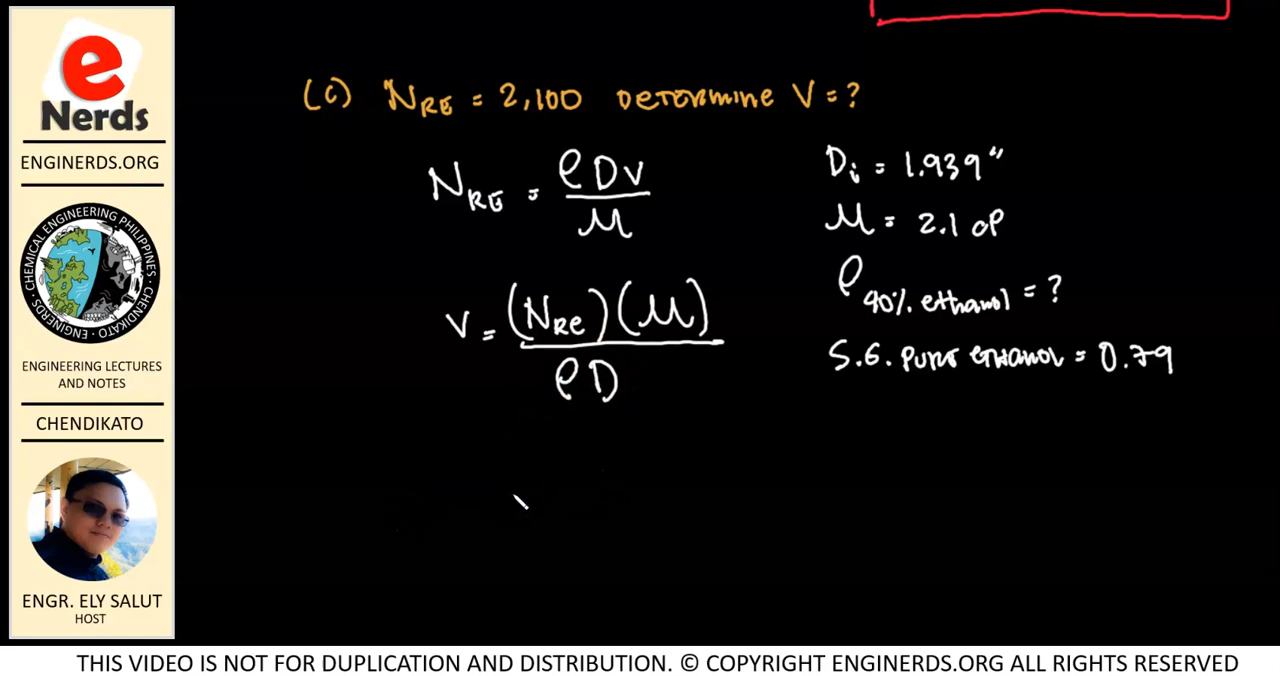 e
Nerds
ENGINERDS.ORG
CHEMICAL ENGINEERING PHILIPPINES • CHENDIKATO • ENGINERDS •
ENGINEERING LECTURES
AND NOTES
CHENDIKATO
ENGR. ELY SALUT
HOST
(C) NRE = 2,100 DETERMINE V = ?
NRE = ρDV/μ
Di = 1.939"
μ = 2.1 cP
ρ 90% ethanol = ?
V = (NRe)(μ)/ρD
S.G. PURE ETHANOL = 0.79
THIS VIDEO IS NOT FOR DUPLICATION AND DISTRIBUTION. © COPYRIGHT ENGINERDS.ORG ALL RIGHTS RESERVED